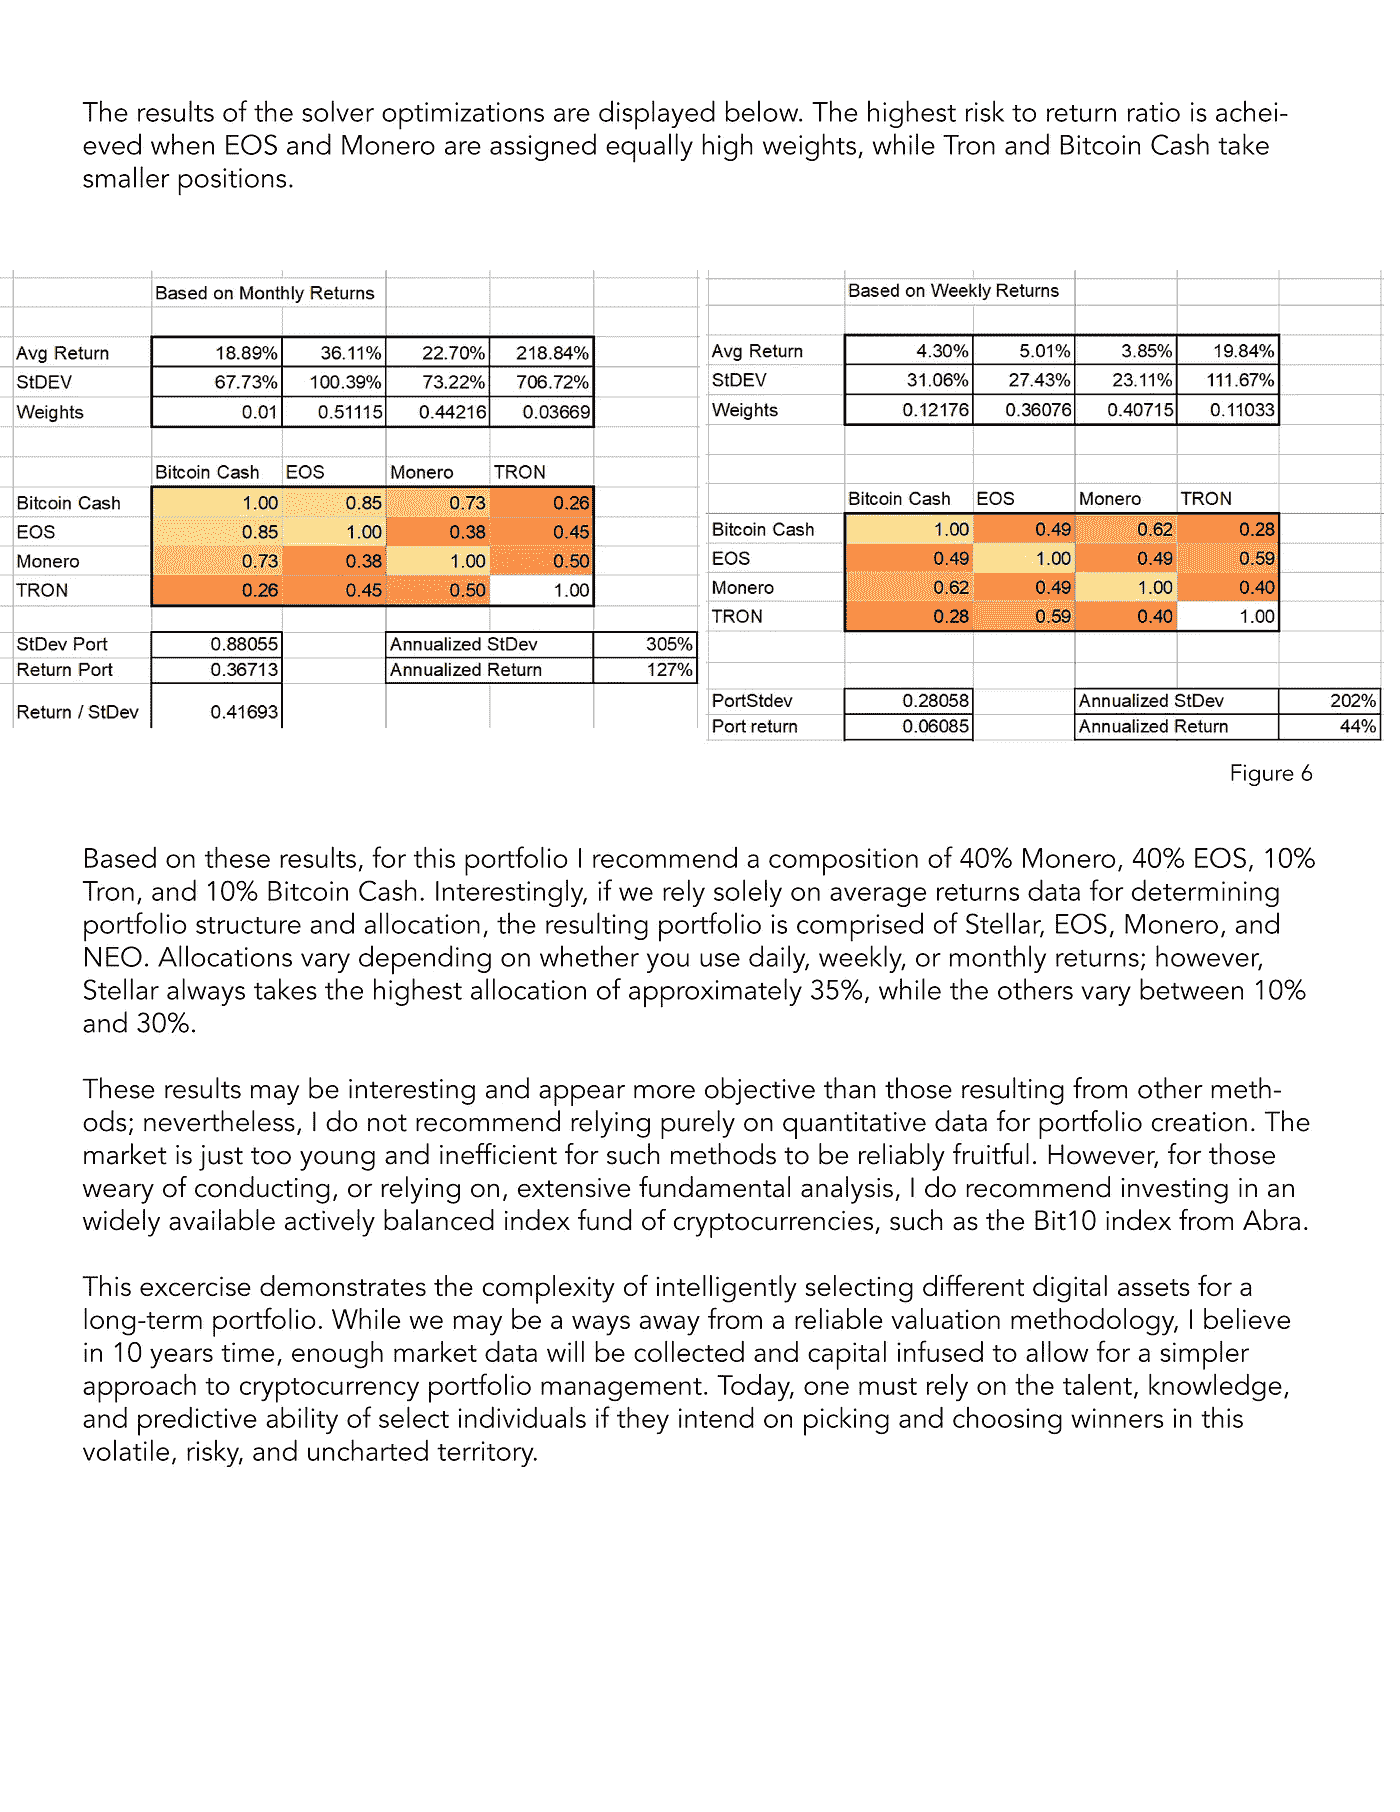 The results of the solver optimizations are displayed below. The highest risk to return ratio is achei-
eved when EOS and Monero are assigned equally high weights, while Tron and Bitcoin Cash take
smaller positions.
Based on Monthly Returns
Avg Return 18.89% 36.11% 22.70% 218.84%
StDEV 67.73% 100.39% 73.22% 706.72%
Weights 0.01 0.51115 0.44216 0.03669
Bitcoin Cash EOS Monero TRON
Bitcoin Cash 1.00 0.85 0.73 0.26
EOS 0.85 1.00 0.38 0.45
Monero 0.73 0.38 1.00 0.50
TRON 0.26 0.45 0.50 1.00
StDev Port 0.88055 Annualized StDev 305%
Return Port 0.36713 Annualized Return 127%
Return / StDev 0.41693
Based on Weekly Returns
Avg Return 4.30% 5.01% 3.85% 19.84%
StDEV 31.06% 27.43% 23.11% 111.67%
Weights 0.12176 0.36076 0.40715 0.11033
Bitcoin Cash EOS Monero TRON
Bitcoin Cash 1.00 0.49 0.62 0.28
EOS 0.49 1.00 0.49 0.59
Monero 0.62 0.49 1.00 0.40
TRON 0.28 0.59 0.40 1.00
PortStdev 0.28058 Annualized StDev 202%
Port return 0.06085 Annualized Return 44%
Figure 6
Based on these results, for this portfolio I recommend a composition of 40% Monero, 40% EOS, 10%
Tron, and 10% Bitcoin Cash. Interestingly, if we rely solely on average returns data for determining
portfolio structure and allocation, the resulting portfolio is comprised of Stellar, EOS, Monero, and
NEO. Allocations vary depending on whether you use daily, weekly, or monthly returns; however,
Stellar always takes the highest allocation of approximately 35%, while the others vary between 10%
and 30%.
These results may be interesting and appear more objective than those resulting from other meth-
ods; nevertheless, I do not recommend relying purely on quantitative data for portfolio creation. The
market is just too young and inefficient for such methods to be reliably fruitful. However, for those
weary of conducting, or relying on, extensive fundamental analysis, I do recommend investing in an
widely available actively balanced index fund of cryptocurrencies, such as the Bit10 index from Abra.
This excercise demonstrates the complexity of intelligently selecting different digital assets for a
long-term portfolio. While we may be a ways away from a reliable valuation methodology, I believe
in 10 years time, enough market data will be collected and capital infused to allow for a simpler
approach to cryptocurrency portfolio management. Today, one must rely on the talent, knowledge,
and predictive ability of select individuals if they intend on picking and choosing winners in this
volatile, risky, and uncharted territory.